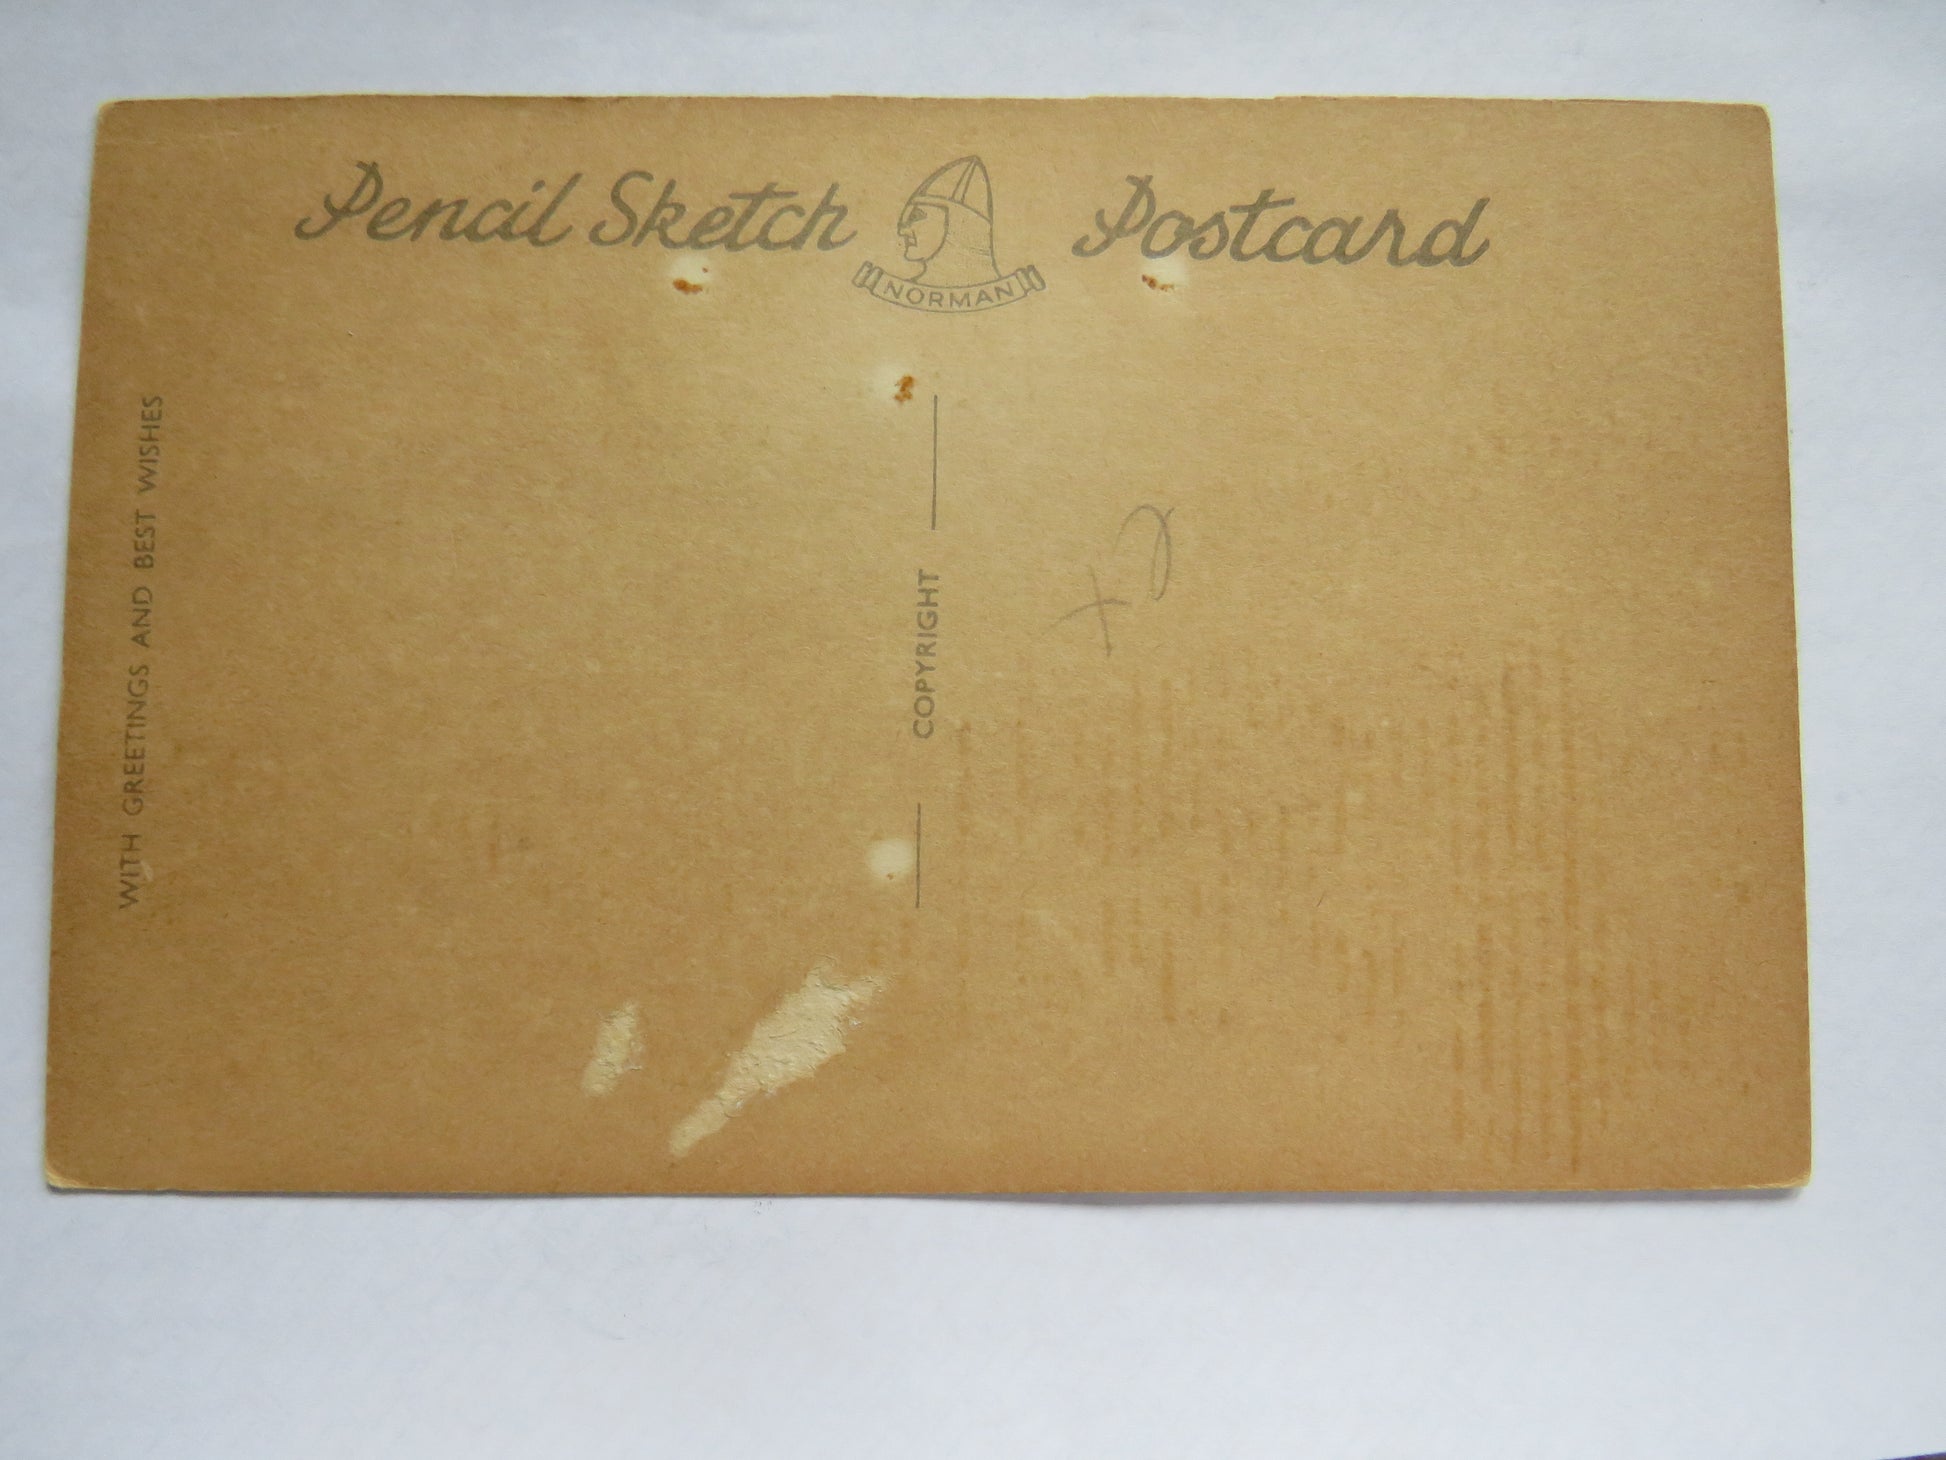 Pencil Sketch Postcard
NORMAN
WITH GREETINGS AND BEST WISHES
COPYRIGHT